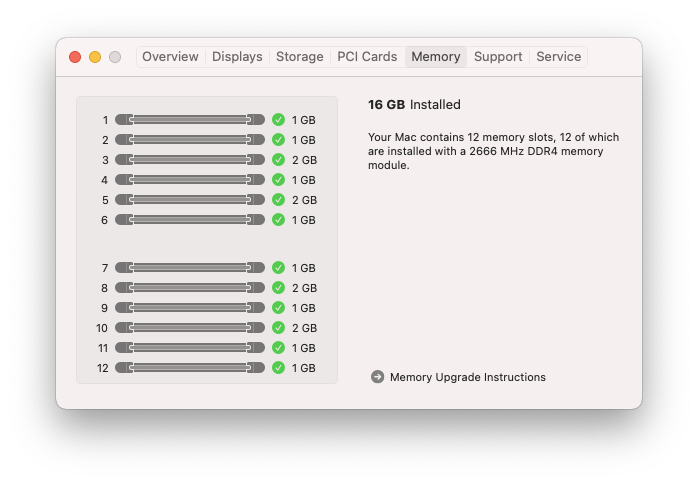 Overview Displays Storage PCI Cards Memory Support Service
16 GB Installed
Your Mac contains 12 memory slots, 12 of which
are installed with a 2666 MHz DDR4 memory
module.
1 1 GB
2 1 GB
3 2 GB
4 1 GB
5 2 GB
6 1 GB
7 1 GB
8 2 GB
9 1 GB
10 2 GB
11 1 GB
12 1 GB
Memory Upgrade Instructions